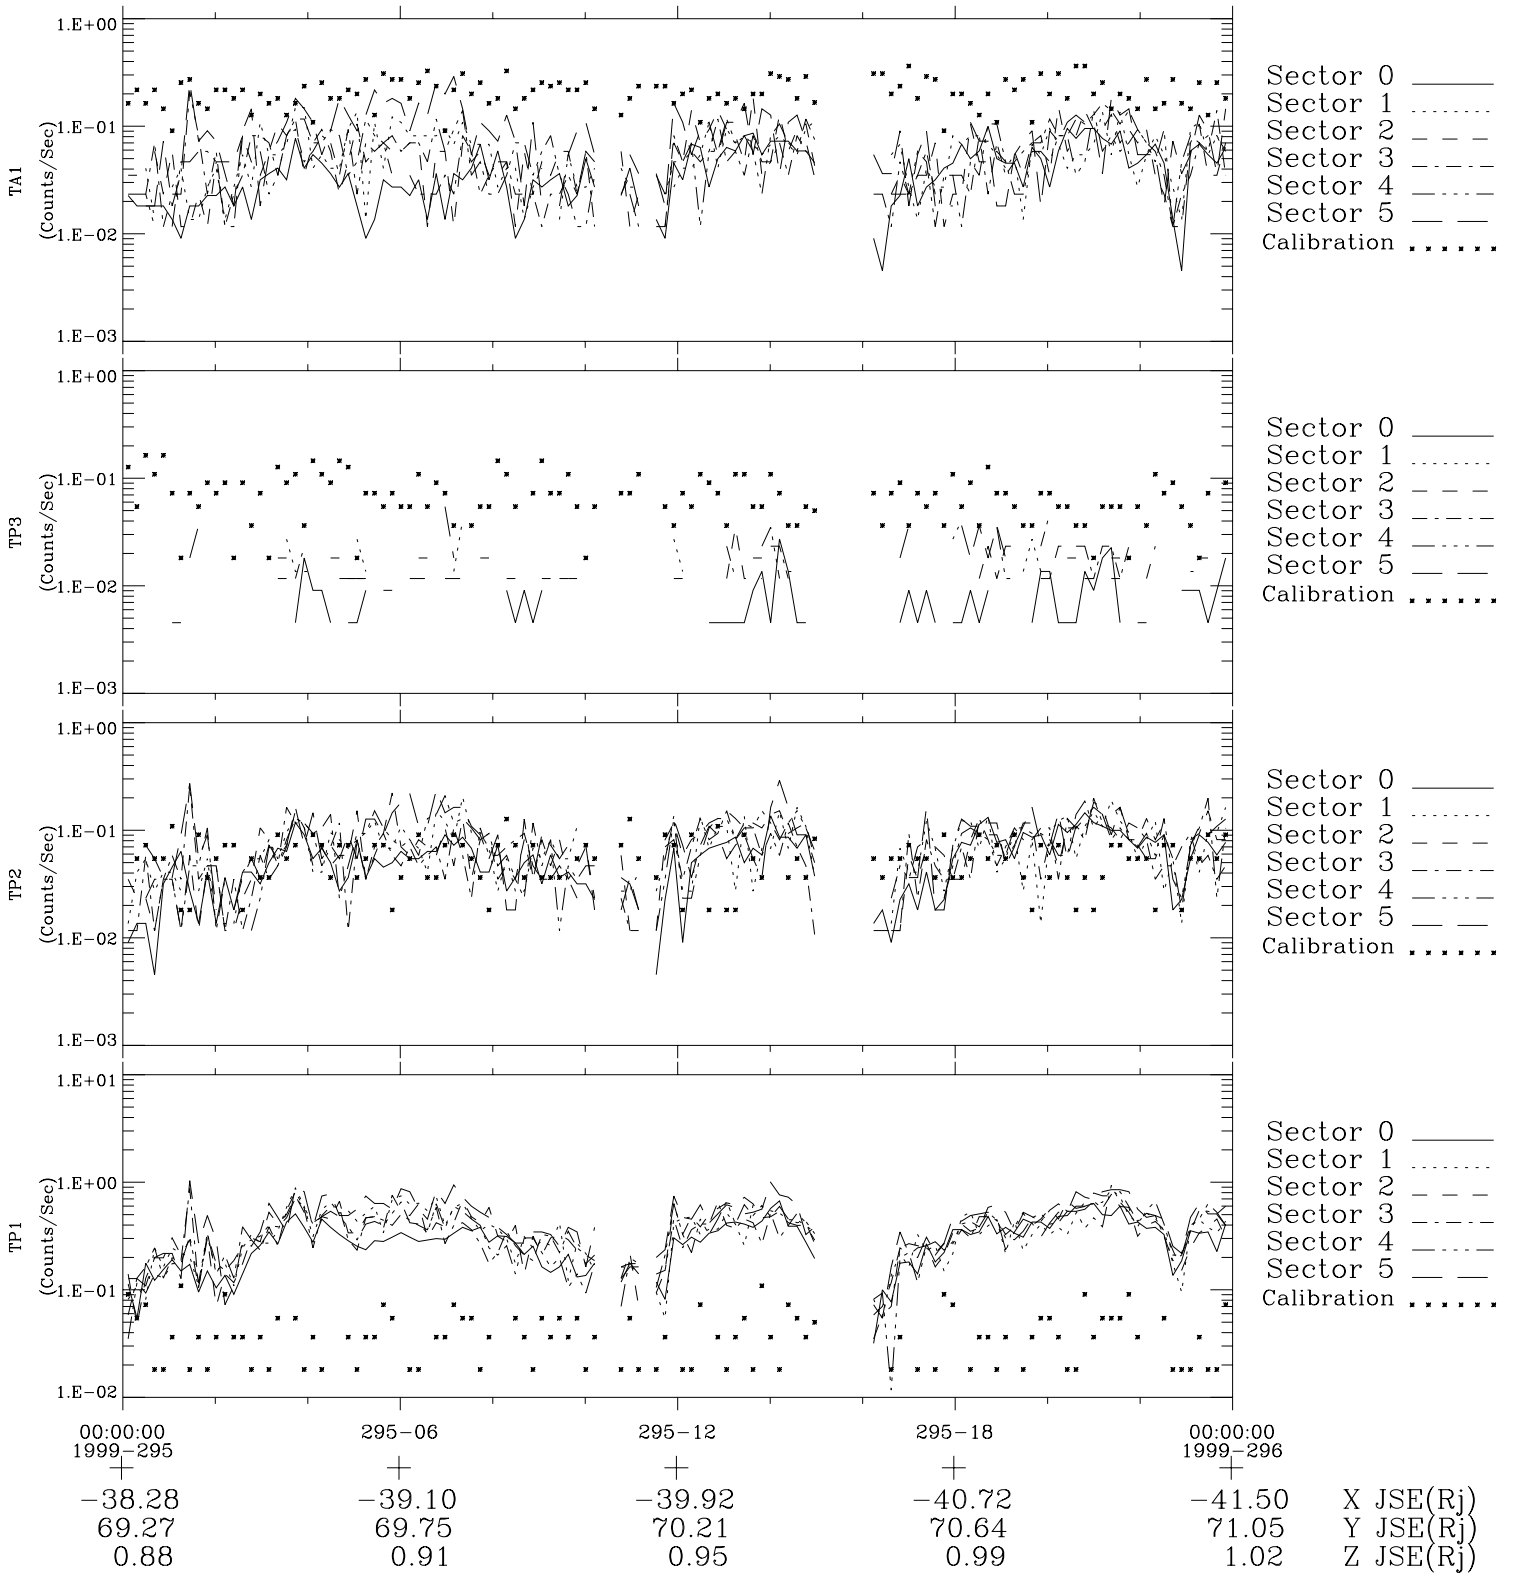 1.E+00
1.E-01
1.E-02
1.E-03
TA1
(Counts/Sec)
Sector 0
Sector 1
Sector 2
Sector 3
Sector 4
Sector 5
Calibration
1.E+00
1.E-01
1.E-02
1.E-03
TP3
(Counts/Sec)
Sector 0
Sector 1
Sector 2
Sector 3
Sector 4
Sector 5
Calibration
1.E+00
1.E-01
1.E-02
1.E-03
TP2
(Counts/Sec)
Sector 0
Sector 1
Sector 2
Sector 3
Sector 4
Sector 5
Calibration
1.E+01
1.E+00
1.E-01
1.E-02
TP1
(Counts/Sec)
Sector 0
Sector 1
Sector 2
Sector 3
Sector 4
Sector 5
Calibration
00:00:00 295-06 295-12 295-18 00:00:00
1999-295 1999-296
-38.28 -39.10 -39.92 -40.72 -41.50 X JSE(Rj)
69.27 69.75 70.21 70.64 71.05 Y JSE(Rj)
0.88 0.91 0.95 0.99 1.02 Z JSE(Rj)